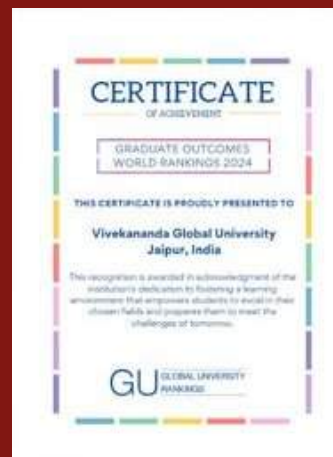 CERTIFICATE
OF ACHIEVEMENT
GRADUATE OUTCOMES
WORLD RANKINGS 2024
THIS CERTIFICATE IS PROUDLY PRESENTED TO
Vivekananda Global University
Jaipur, India
This recognition is awarded in acknowledgment of the
institution's dedication to fostering a learning
environment that empowers students to excel in their
chosen fields and prepares them to meet the
challenges of tomorrow.
GU GLOBAL UNIVERSITY
RANKINGS